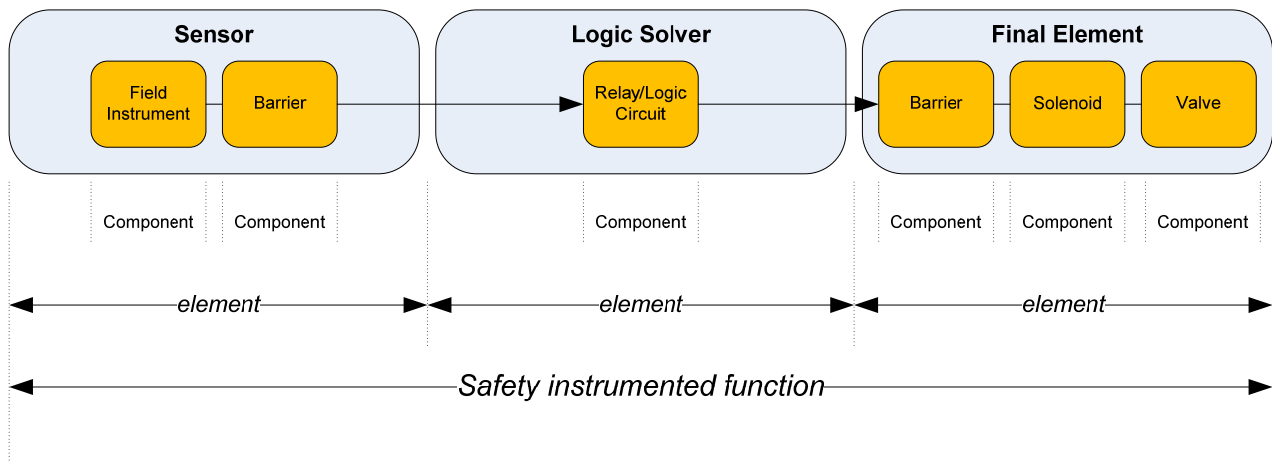 Sensor
Logic Solver
Final Element
Field
Instrument
Barrier
Relay/Logic
Circuit
Barrier
Solenoid
Valve
Component
Component
Component
Component
Component
Component
element
element
element
Safety instrumented function